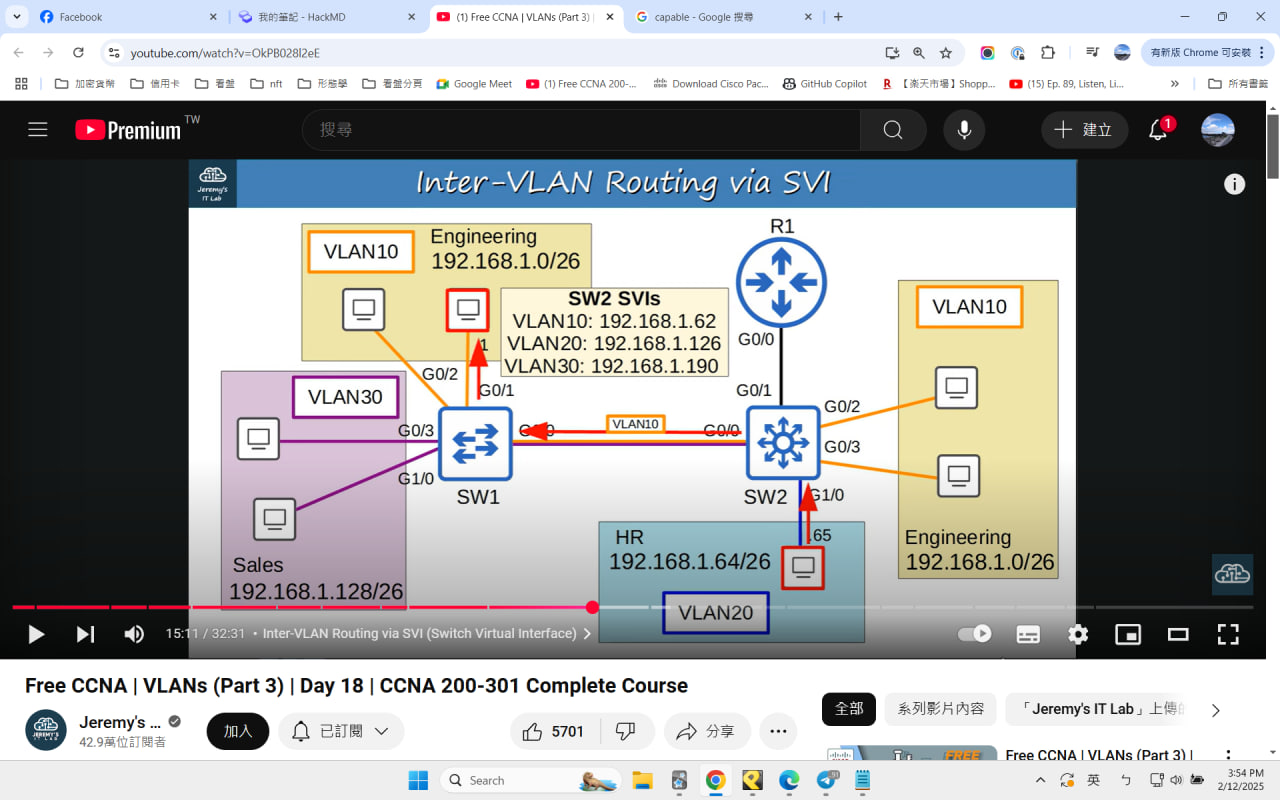 Facebook
我的筆記 - HackMD
(1) Free CCNA | VLANs (Part 3) |
capable - Google 搜尋
youtube.com/watch?v=OkPB028l2eE
有新版 Chrome 可安裝
加密貨幣
信用卡
看盤
nft
形態學
看盤分頁
Google Meet
(1) Free CCNA 200-...
Download Cisco Pac...
GitHub Copilot
【楽天市場】Shopp...
(15) Ep. 89, Listen, Li...
所有書籤
Premium TW
搜尋
建立
1
Jeremy's
IT Lab
Inter-VLAN Routing via SVI
VLAN10
Engineering
192.168.1.0/26
R1
SW2 SVIs
VLAN10: 192.168.1.62
VLAN20: 192.168.1.126
VLAN30: 192.168.1.190
VLAN10
G0/0
G0/2
G0/1
G0/1
VLAN30
G0/3
VLAN10
G0/0
G0/2
G0/3
G1/0
SW1
SW2
G1/0
.65
HR
192.168.1.64/26
Engineering
192.168.1.0/26
Sales
192.168.1.128/26
VLAN20
15:11 / 32:31 • Inter-VLAN Routing via SVI (Switch Virtual Interface)
Free CCNA | VLANs (Part 3) | Day 18 | CCNA 200-301 Complete Course
Jeremy's ...
42.9萬位訂閱者
加入
已訂閱
5701
分享
全部
系列影片內容
「Jeremy's IT Lab」上傳的
FREE
Free CCNA | VLANs (Part 3) |
Search
51
英
3:54 PM
2/12/2025